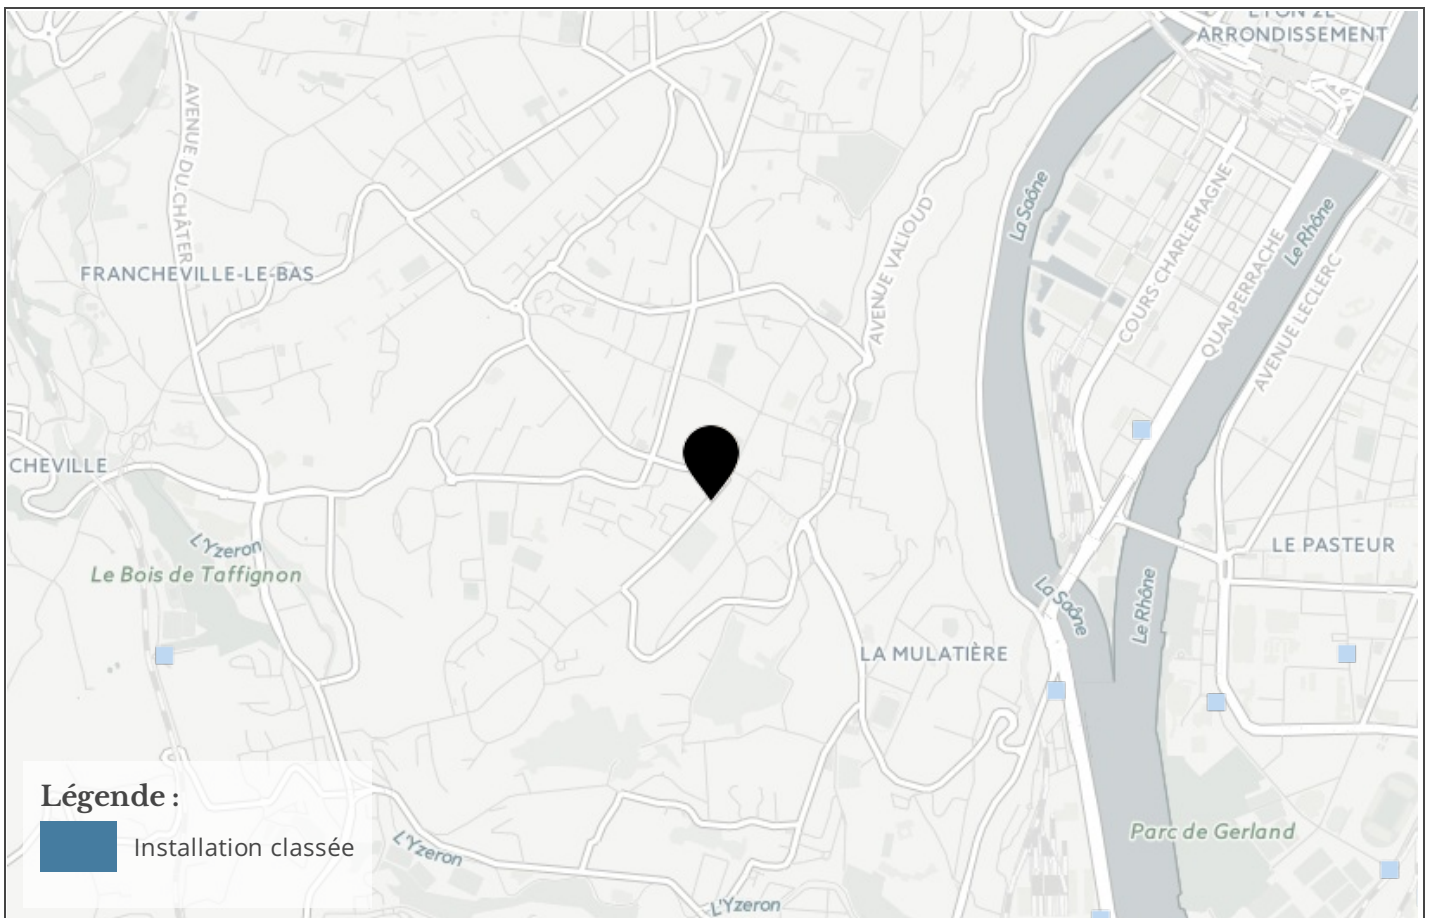 LYON 2E
ARRONDISSEMENT
AVENUE DU CHÂTER
La Saône
AVENUE VALIOUD
COURS CHARLEMAGNE
Le Rhône
QUAI PERRACHE
AVENUE LECLERC
FRANCHEVILLE-LE-BAS
CHEVILLE
L'Yzeron
LE PASTEUR
Le Bois de Taffignon
La Saône
Le Rhône
LA MULATIÈRE
Légende :
Installation classée
L'Yzeron
Parc de Gerland
L'Yzeron